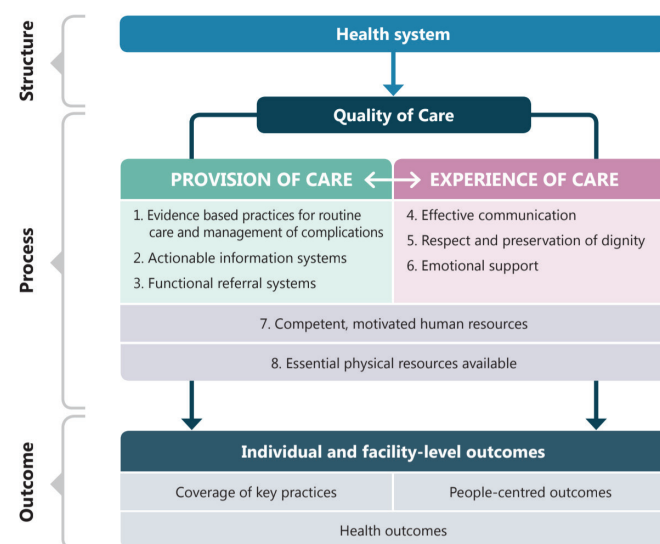 Structure
Health system
Process
Quality of Care
PROVISION OF CARE
EXPERIENCE OF CARE
1. Evidence based practices for routine
care and management of complications
2. Actionable information systems
3. Functional referral systems
4. Effective communication
5. Respect and preservation of dignity
6. Emotional support
7. Competent, motivated human resources
8. Essential physical resources available
Outcome
Individual and facility-level outcomes
Coverage of key practices
People-centred outcomes
Health outcomes